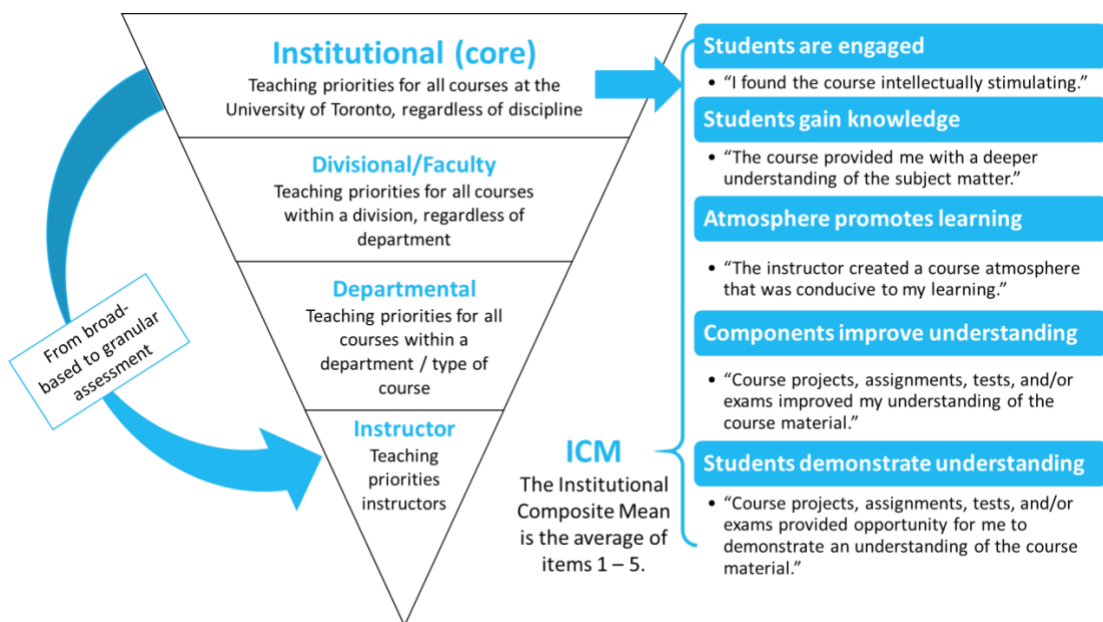 Institutional (core)
Teaching priorities for all courses at the
University of Toronto, regardless of discipline
Divisional/Faculty
Teaching priorities for all courses
within a division, regardless of
department
Departmental
Teaching priorities for all
courses within a
department / type of
course
Instructor
Teaching
priorities
instructors
From broad-
based to granular
assessment
ICM
The Institutional
Composite Mean
is the average of
items 1 – 5.
Students are engaged
• “I found the course intellectually stimulating.”
Students gain knowledge
• “The course provided me with a deeper
understanding of the subject matter.”
Atmosphere promotes learning
• “The instructor created a course atmosphere
that was conducive to my learning.”
Components improve understanding
• “Course projects, assignments, tests, and/or
exams improved my understanding of the
course material.”
Students demonstrate understanding
• “Course projects, assignments, tests, and/or
exams provided opportunity for me to
demonstrate an understanding of the course
material.”